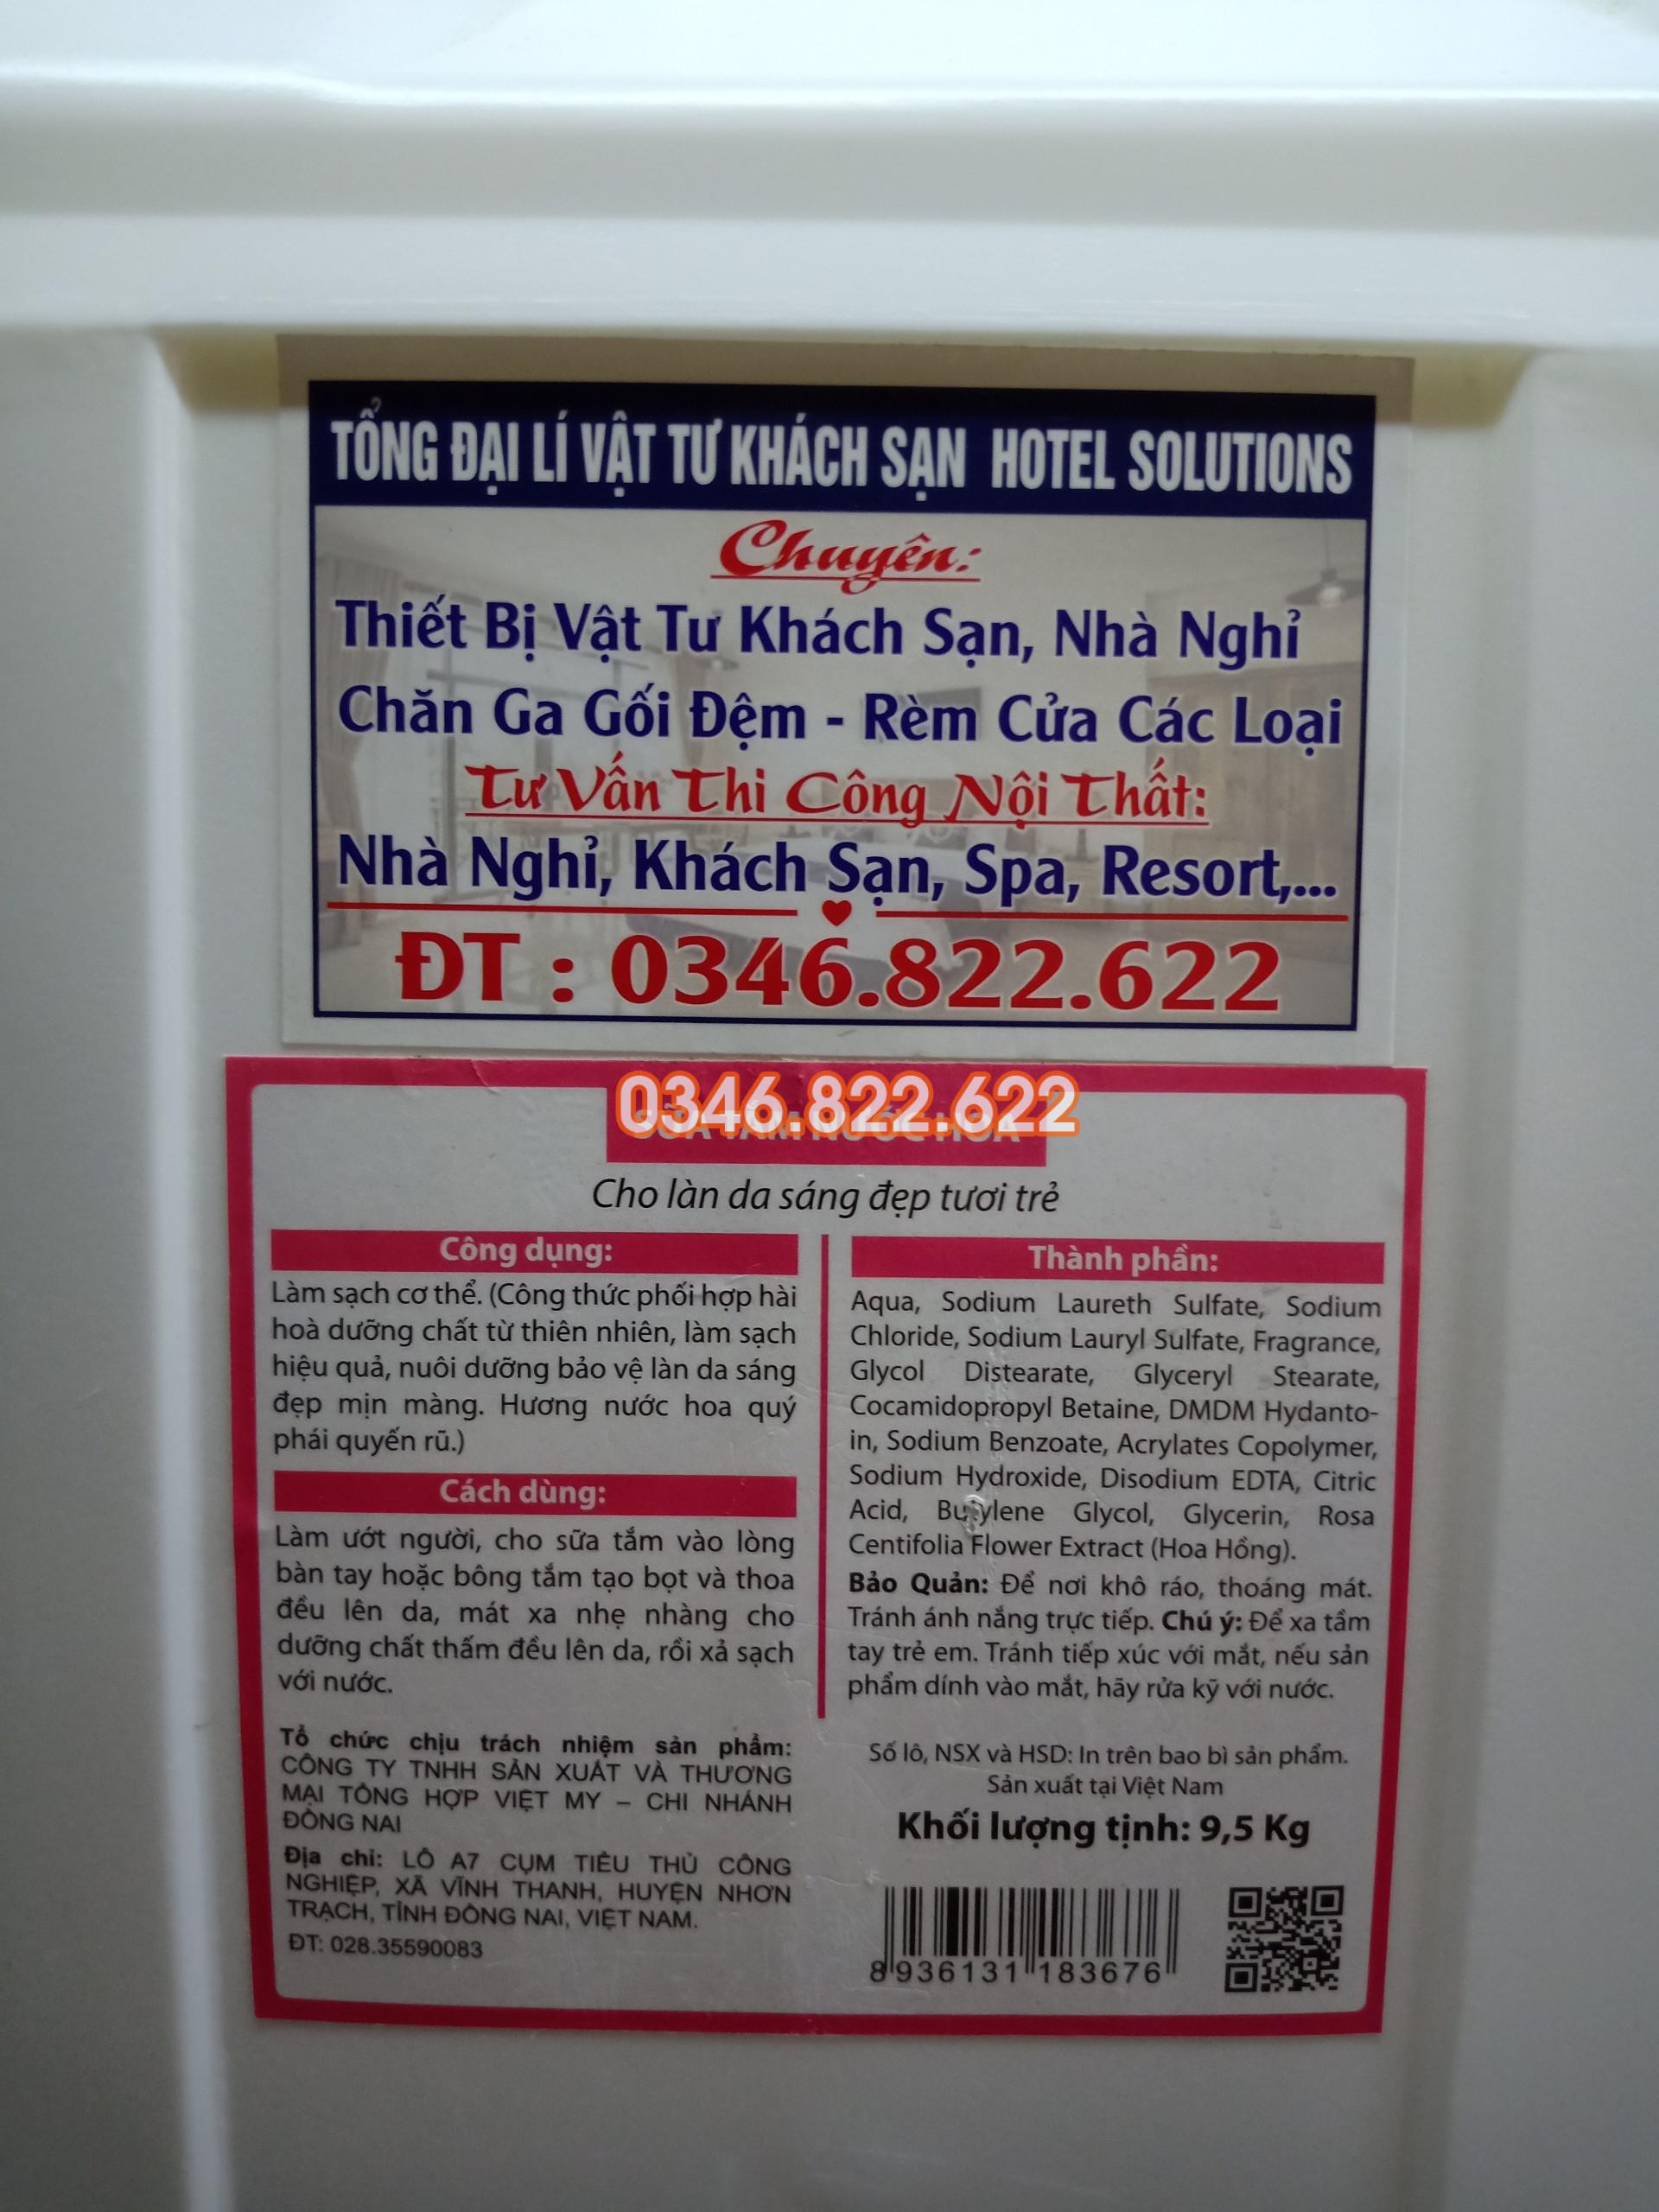 TỔNG ĐẠI LÍ VẬT TƯ KHÁCH SẠN HOTEL SOLUTIONS
Chuyên:
Thiết Bị Vật Tư Khách Sạn, Nhà Nghỉ
Chăn Ga Gối Đệm - Rèm Cửa Các Loại
Tư Vấn Thi Công Nội Thất:
Nhà Nghỉ, Khách Sạn, Spa, Resort,...
ĐT : 0346.822.622
0346.822.622
SỮA TẮM NƯỚC HOA
Cho làn da sáng đẹp tươi trẻ
Công dụng:
Làm sạch cơ thể. (Công thức phối hợp hài
hoà dưỡng chất từ thiên nhiên, làm sạch
hiệu quả, nuôi dưỡng bảo vệ làn da sáng
đẹp mịn màng. Hương nước hoa quý
phái quyến rũ.)
Cách dùng:
Làm ướt người, cho sữa tắm vào lòng
bàn tay hoặc bông tắm tạo bọt và thoa
đều lên da, mát xa nhẹ nhàng cho
dưỡng chất thấm đều lên da, rồi xả sạch
với nước.
Thành phần:
Aqua, Sodium Laureth Sulfate, Sodium
Chloride, Sodium Lauryl Sulfate, Fragrance,
Glycol Distearate, Glyceryl Stearate,
Cocamidopropyl Betaine, DMDM Hydanto-
in, Sodium Benzoate, Acrylates Copolymer,
Sodium Hydroxide, Disodium EDTA, Citric
Acid, Butylene Glycol, Glycerin, Rosa
Centifolia Flower Extract (Hoa Hồng).
Bảo Quản: Để nơi khô ráo, thoáng mát.
Tránh ánh nắng trực tiếp. Chú ý: Để xa tầm
tay trẻ em. Tránh tiếp xúc với mắt, nếu sản
phẩm dính vào mắt, hãy rửa kỹ với nước.
Tổ chức chịu trách nhiệm sản phẩm:
CÔNG TY TNHH SẢN XUẤT VÀ THƯƠNG
MẠI TỔNG HỢP VIỆT MY – CHI NHÁNH
ĐỒNG NAI
Địa chỉ: LÔ A7 CỤM TIỂU THỦ CÔNG
NGHIỆP, XÃ VĨNH THANH, HUYỆN NHƠN
TRẠCH, TỈNH ĐỒNG NAI, VIỆT NAM.
ĐT: 028.35590083
Số lô, NSX và HSD: In trên bao bì sản phẩm.
Sản xuất tại Việt Nam
Khối lượng tịnh: 9,5 Kg
8 936131 183676